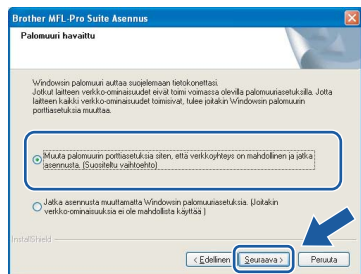 Brother MFL-Pro Suite Asennus
Palomuuri havaittu
Windowsin palomuuri auttaa suojelemaan tietokonettasi.
Jotkut laitteen verkko-ominaisuudet eivät toimi voimassa olevilla palomuuriasetuksilla. Jotta
laitteen kaikki verkko-ominaisuudet toimisivat, tulee joitakin Windowsin palomuurin
porttiasetuksia muuttaa.
Muuta palomuurin porttiasetuksia siten, että verkkoyhteys on mahdollinen ja jatka
asennusta. (Suositeltu vaihtoehto)
Jatka asennusta muuttamatta Windowsin palomuuriasetuksia. (Joitakin
verkko-ominaisuuksia ei ole mahdollista käyttää )
InstallShield
< Edellinen Seuraava > Peruuta